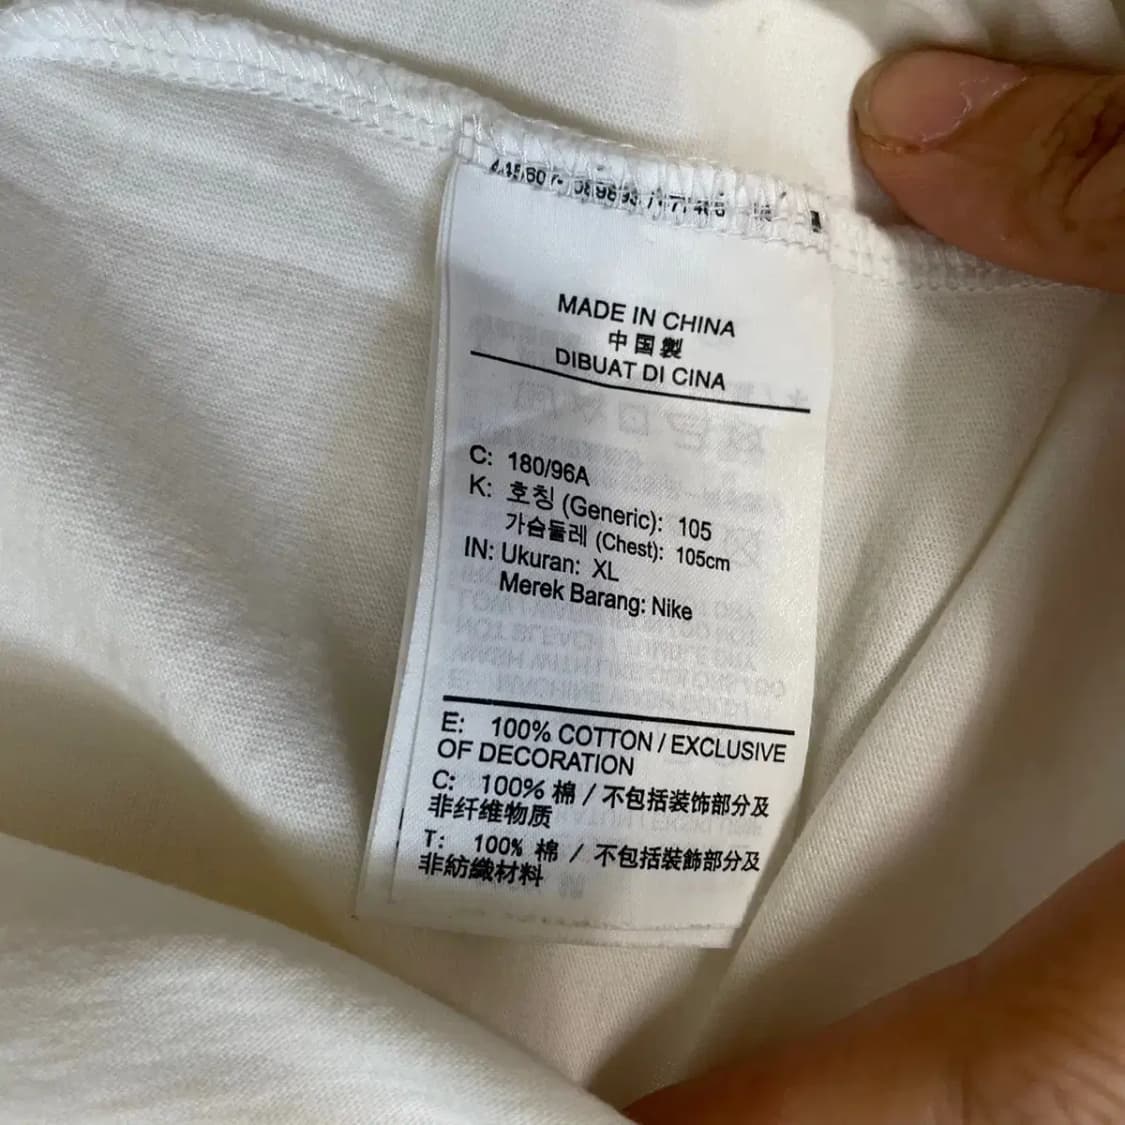 MADE IN CHINA
中国製
DIBUAT DI CINA
C: 180/96A
K: 호칭 (Generic): 105
가슴둘레 (Chest): 105cm
IN: Ukuran: XL
Merek Barang: Nike
E: 100% COTTON / EXCLUSIVE
OF DECORATION
C: 100% 棉 / 不包括装饰部分及
非纤维物质
T: 100% 棉 / 不包括裝飾部分及
非紡織材料